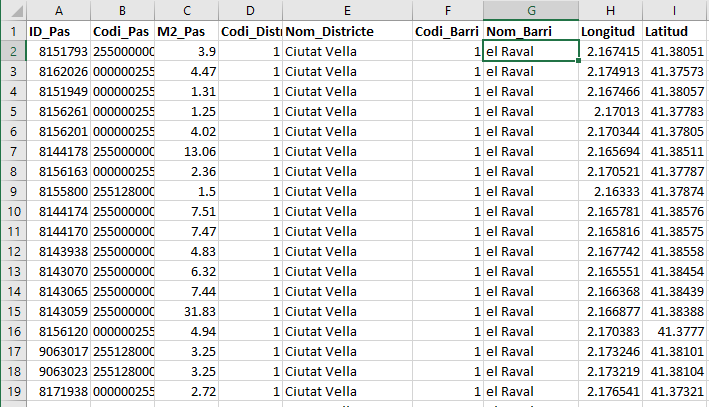 A B C D E F G H I
1 ID_Pas Codi_Pas M2_Pas Codi_Distr Nom_Districte Codi_Barri Nom_Barri Longitud Latitud
2 8151793 255000000 3.9 1 Ciutat Vella 1 el Raval 2.167415 41.38051
3 8162026 000000255 4.47 1 Ciutat Vella 1 el Raval 2.174913 41.37573
4 8151949 000000255 1.31 1 Ciutat Vella 1 el Raval 2.167466 41.38057
5 8156261 000000255 1.25 1 Ciutat Vella 1 el Raval 2.17013 41.37783
6 8156201 000000255 4.02 1 Ciutat Vella 1 el Raval 2.170344 41.37805
7 8144178 255000000 13.06 1 Ciutat Vella 1 el Raval 2.165694 41.38511
8 8156163 000000255 2.36 1 Ciutat Vella 1 el Raval 2.170521 41.37787
9 8155800 255128000 1.5 1 Ciutat Vella 1 el Raval 2.16333 41.37874
10 8144174 255000000 7.51 1 Ciutat Vella 1 el Raval 2.165781 41.38576
11 8144170 255000000 7.47 1 Ciutat Vella 1 el Raval 2.165816 41.38575
12 8143938 255000000 4.83 1 Ciutat Vella 1 el Raval 2.167742 41.38558
13 8143070 255000000 6.32 1 Ciutat Vella 1 el Raval 2.165551 41.38454
14 8143065 255000000 7.44 1 Ciutat Vella 1 el Raval 2.166368 41.38439
15 8143059 255000000 31.83 1 Ciutat Vella 1 el Raval 2.166877 41.38388
16 8156120 000000255 4.94 1 Ciutat Vella 1 el Raval 2.170383 41.3777
17 9063017 255128000 3.25 1 Ciutat Vella 1 el Raval 2.173246 41.38101
18 9063023 255128000 3.25 1 Ciutat Vella 1 el Raval 2.173219 41.38104
19 8171938 000000255 2.72 1 Ciutat Vella 1 el Raval 2.176541 41.37321